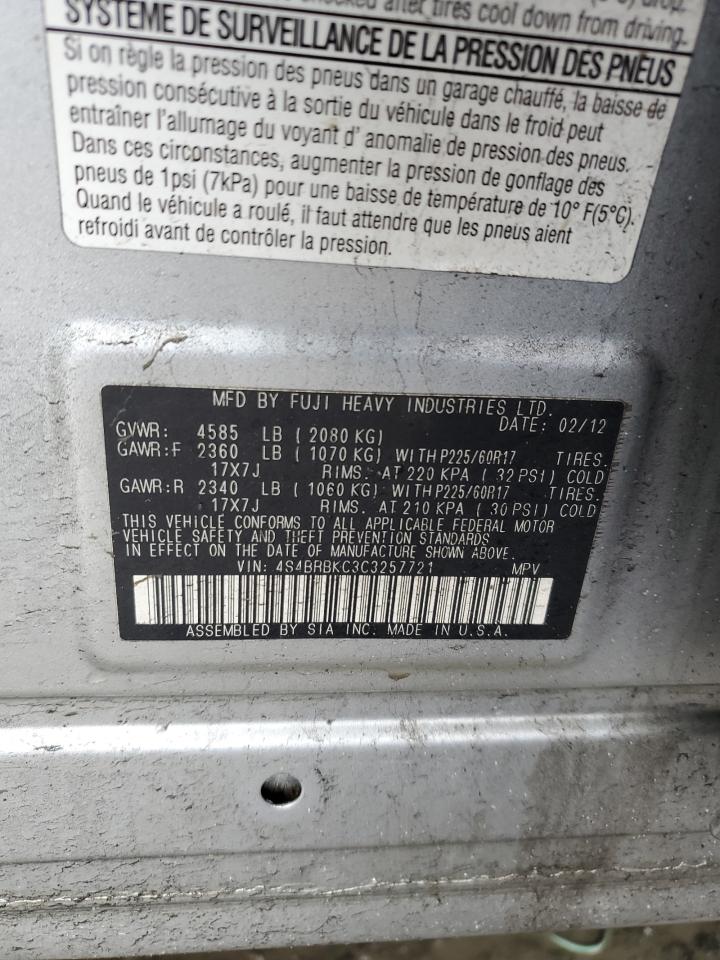 checked after tires cool down from driving.
SYSTÈME DE SURVEILLANCE DE LA PRESSION DES PNEUS
Si on règle la pression des pneus dans un garage chauffé, la baisse de
pression consécutive à la sortie du véhicule dans le froid peut
entraîner l'allumage du voyant d' anomalie de pression des pneus.
Dans ces circonstances, augmenter la pression de gonflage des
pneus de 1psi (7kPa) pour une baisse de température de 10° F(5°C).
Quand le véhicule a roulé, il faut attendre que les pneus aient
refroidi avant de contrôler la pression.
MFD BY FUJI HEAVY INDUSTRIES LTD.
DATE: 02/12
GVWR: 4585 LB ( 2080 KG)
GAWR:F 2360 LB ( 1070 KG) WITH P225/60R17 TIRES.
17X7J RIMS. AT 220 KPA ( 32 PSI) COLD
GAWR:R 2340 LB ( 1060 KG) WITH P225/60R17 TIRES.
17X7J RIMS. AT 210 KPA ( 30 PSI) COLD
THIS VEHICLE CONFORMS TO ALL APPLICABLE FEDERAL MOTOR
VEHICLE SAFETY AND THEFT PREVENTION STANDARDS
IN EFFECT ON THE DATE OF MANUFACTURE SHOWN ABOVE.
VIN: 4S4BRBKC3C3257721 MPV
ASSEMBLED BY SIA INC. MADE IN U.S.A.